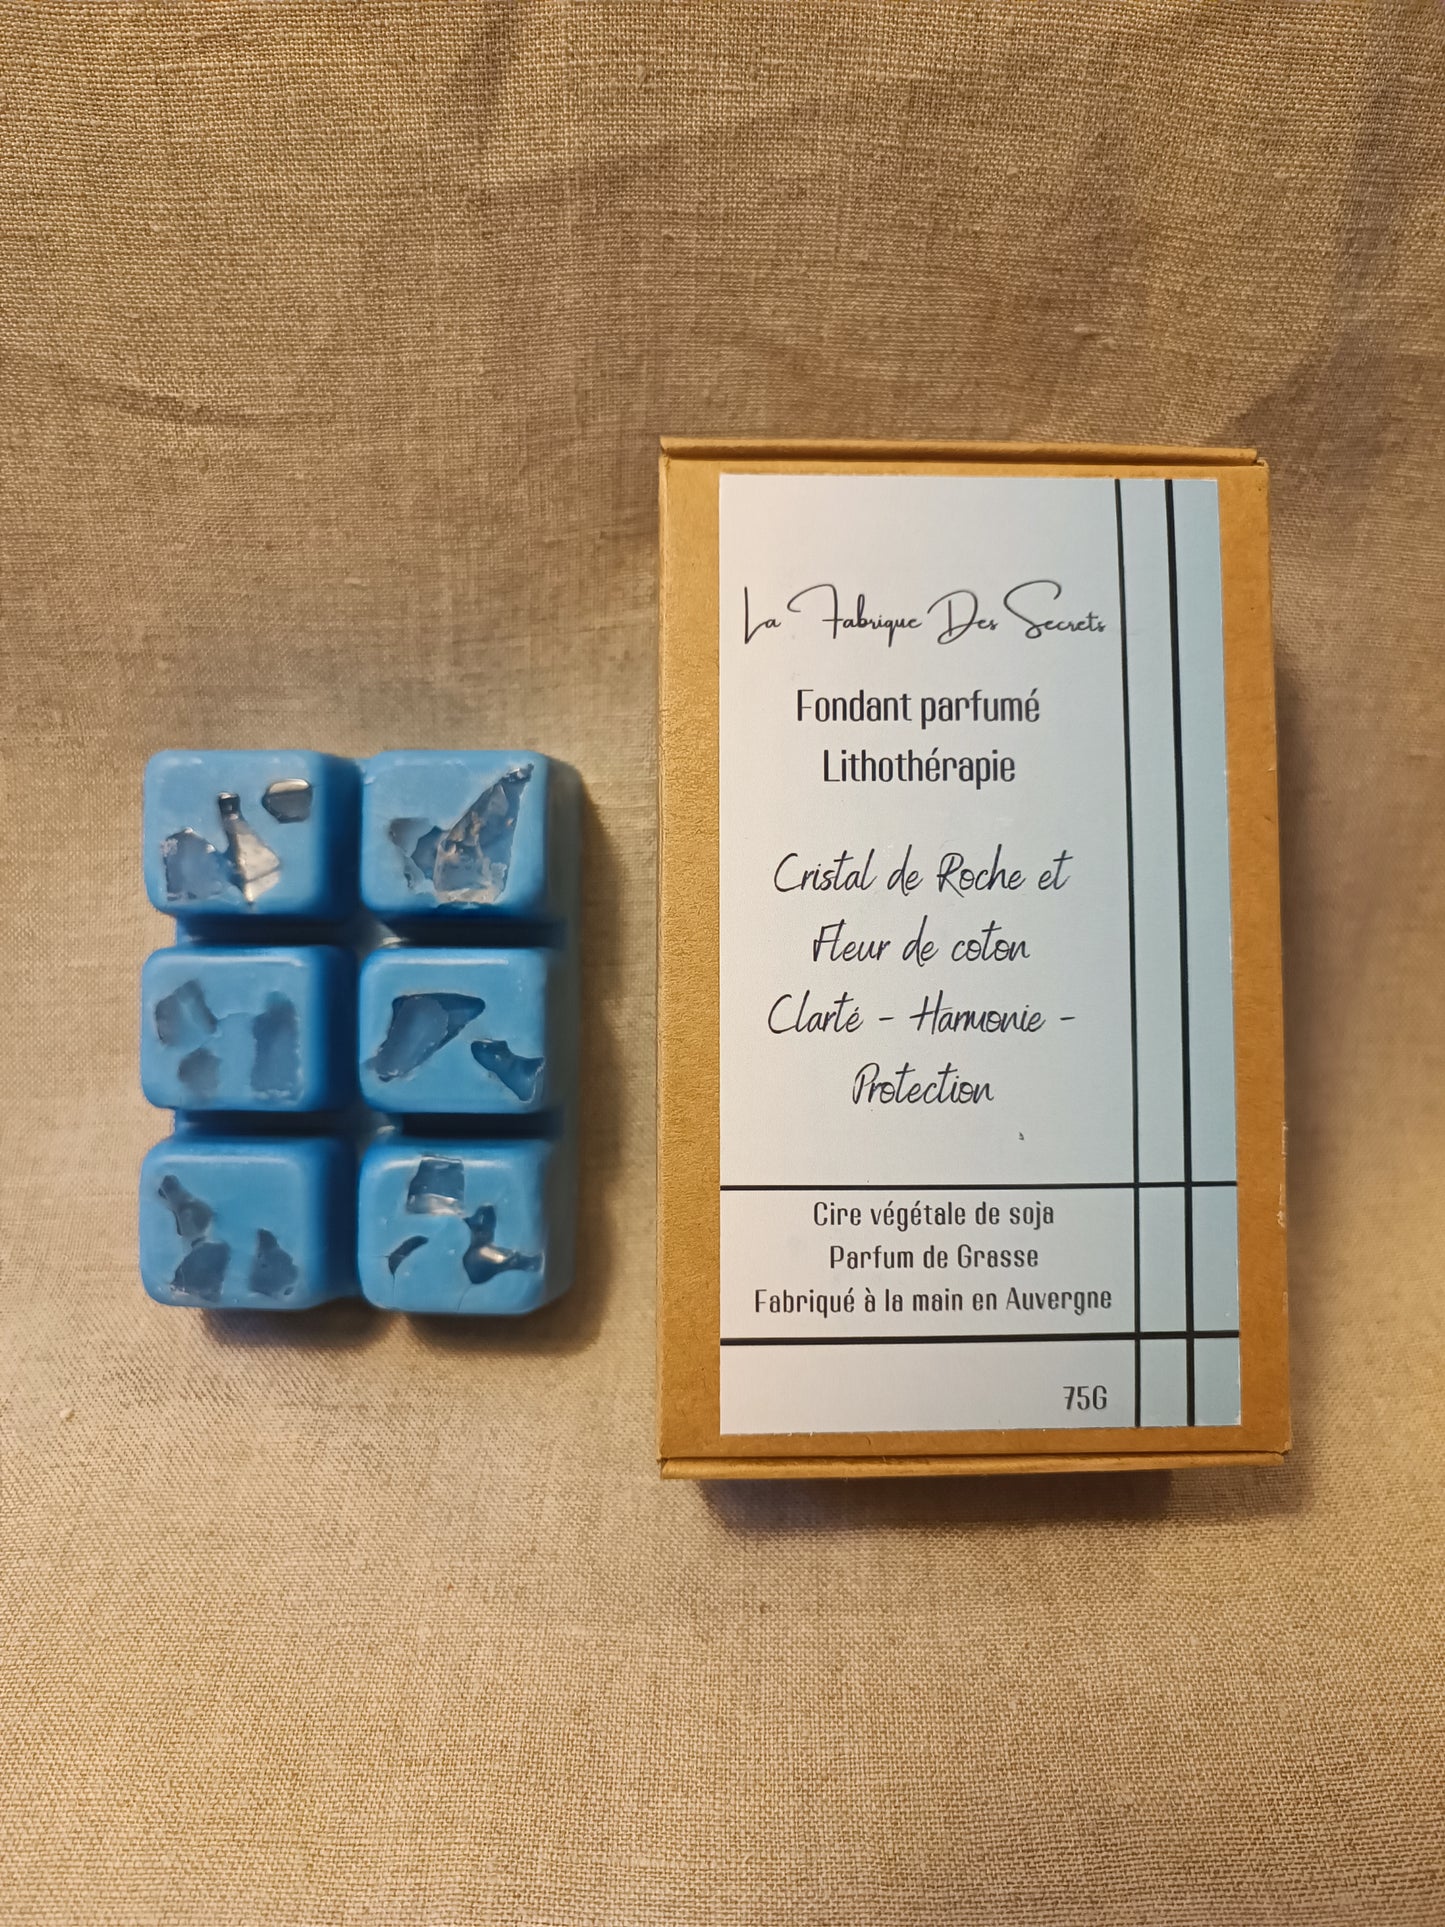 La Fabrique Des Secrets
Fondant parfumé
Lithothérapie
Cristal de Roche et
Fleur de coton
Clarté - Harmonie -
Protection
Cire végétale de soja
Parfum de Grasse
Fabriqué à la main en Auvergne
75G